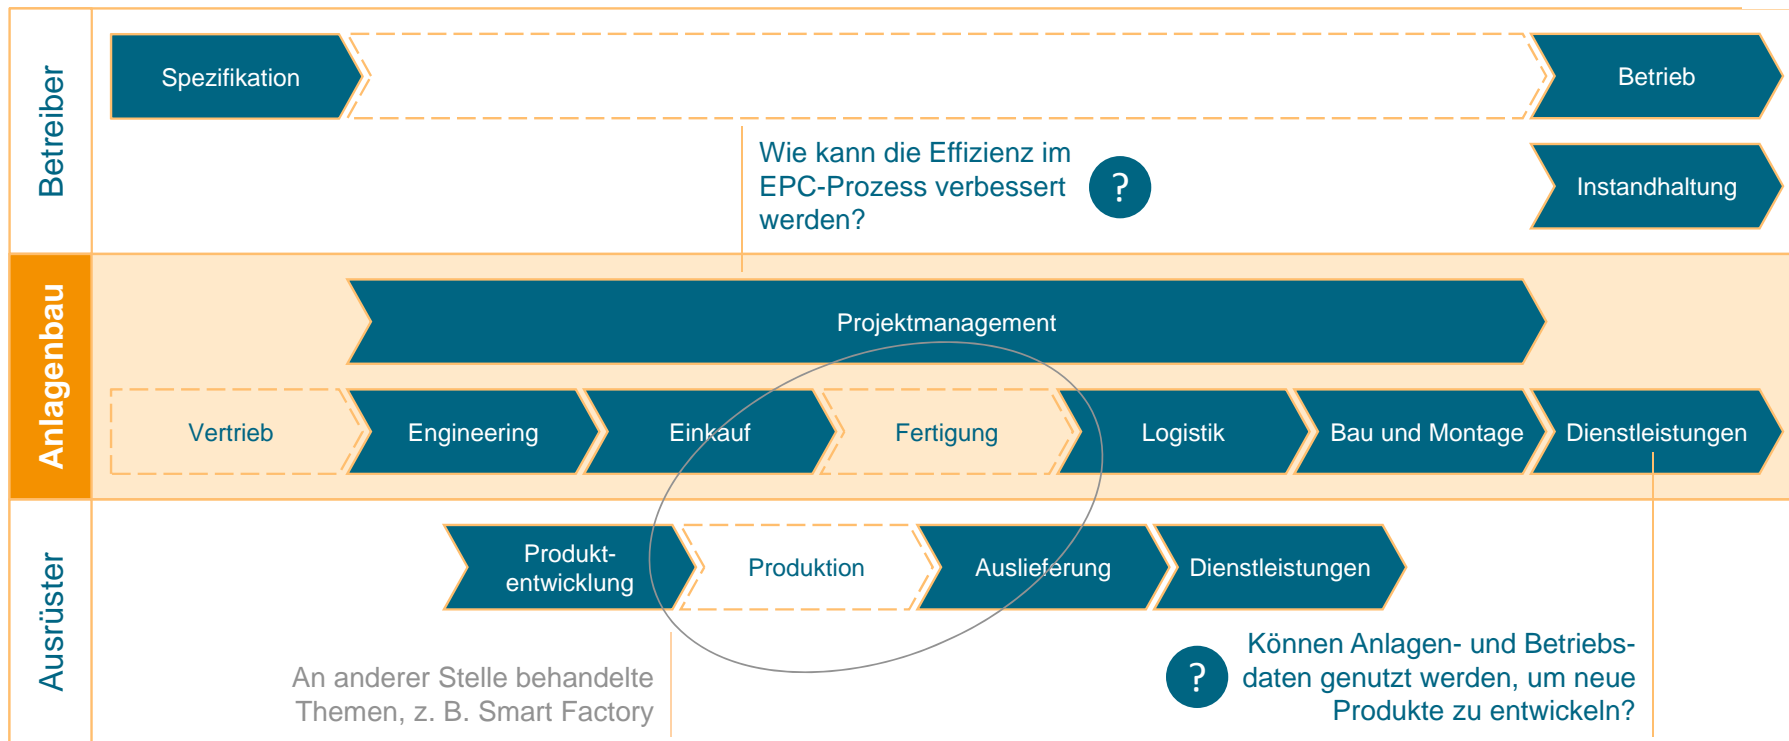 Betreiber
Spezifikation
Betrieb
Wie kann die Effizienz im
EPC-Prozess verbessert
werden?
?
Instandhaltung
Anlagenbau
Projektmanagement
Vertrieb
Engineering
Einkauf
Fertigung
Logistik
Bau und Montage
Dienstleistungen
Ausrüster
Produkt-
entwicklung
Produktion
Auslieferung
Dienstleistungen
An anderer Stelle behandelte
Themen, z. B. Smart Factory
?
Können Anlagen- und Betriebs-
daten genutzt werden, um neue
Produkte zu entwickeln?